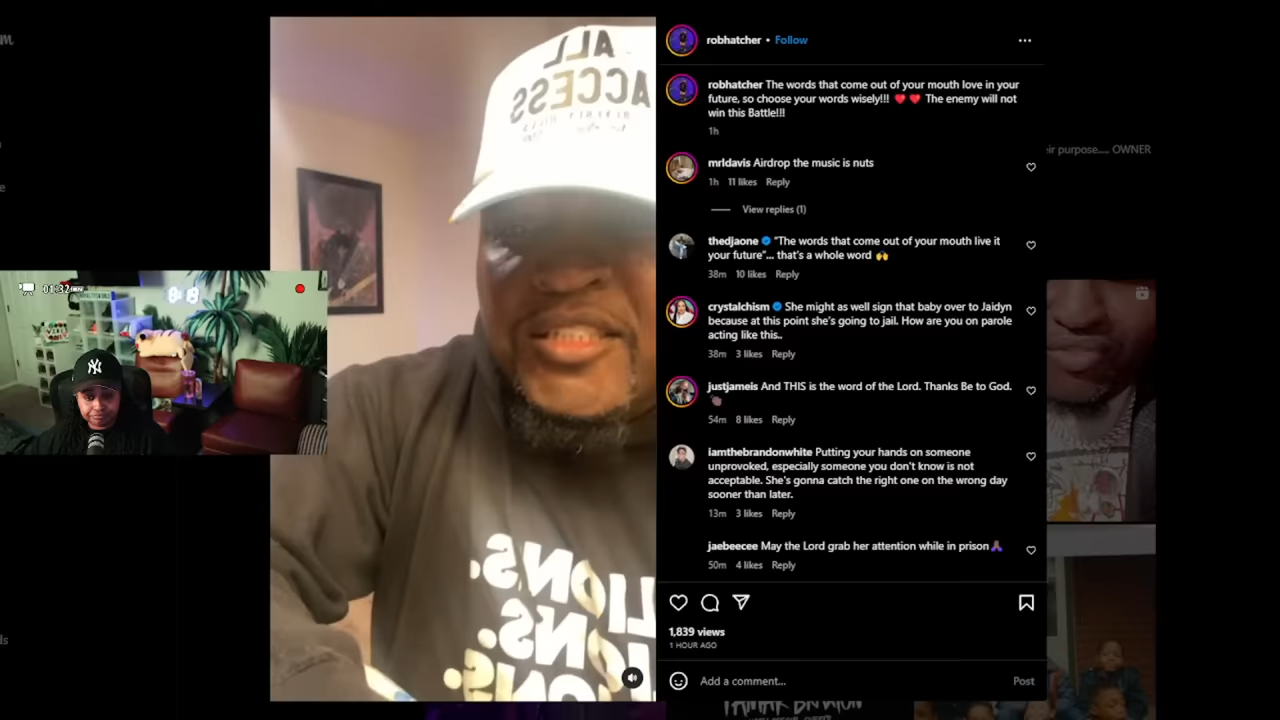 m
robhatcher • Follow
robhatcher The words that come out of your mouth love in your
future, so choose your words wisely!!! ❤️ ❤️ The enemy will not
win this Battle!!!
1h
mrldavis Airdrop the music is nuts
1h 11 likes Reply
View replies (1)
thedjaone "The words that come out of your mouth live it
your future"... that's a whole word 🙌
38m 10 likes Reply
crystalchism She might as well sign that baby over to Jaidyn
because at this point she's going to jail. How are you on parole
acting like this..
38m 3 likes Reply
justjameis And THIS is the word of the Lord. Thanks Be to God.
54m 8 likes Reply
iamthebrandonwhite Putting your hands on someone
unprovoked, especially someone you don't know is not
acceptable. She's gonna catch the right one on the wrong day
sooner than later.
13m 3 likes Reply
jaebeecee May the Lord grab her attention while in prison🙏🏾
50m 4 likes Reply
1,839 views
1 HOUR AGO
Add a comment... Post
eir purpose.... OWNER
ALL
ACCESS
LIONS.
IONS.
ONS.
01:32
8:18
NY